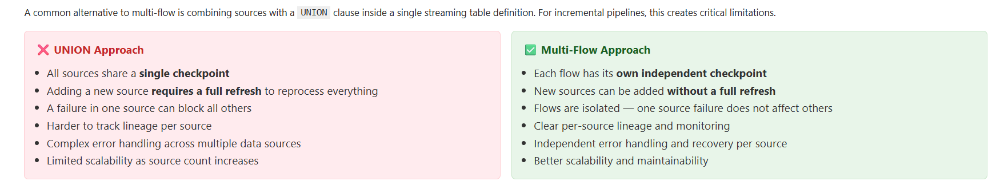 A common alternative to multi-flow is combining sources with a UNION clause inside a single streaming table definition. For incremental pipelines, this creates critical limitations.
❌ UNION Approach
• All sources share a single checkpoint
• Adding a new source requires a full refresh to reprocess everything
• A failure in one source can block all others
• Harder to track lineage per source
• Complex error handling across multiple data sources
• Limited scalability as source count increases
✅ Multi-Flow Approach
• Each flow has its own independent checkpoint
• New sources can be added without a full refresh
• Flows are isolated — one source failure does not affect others
• Clear per-source lineage and monitoring
• Independent error handling and recovery per source
• Better scalability and maintainability